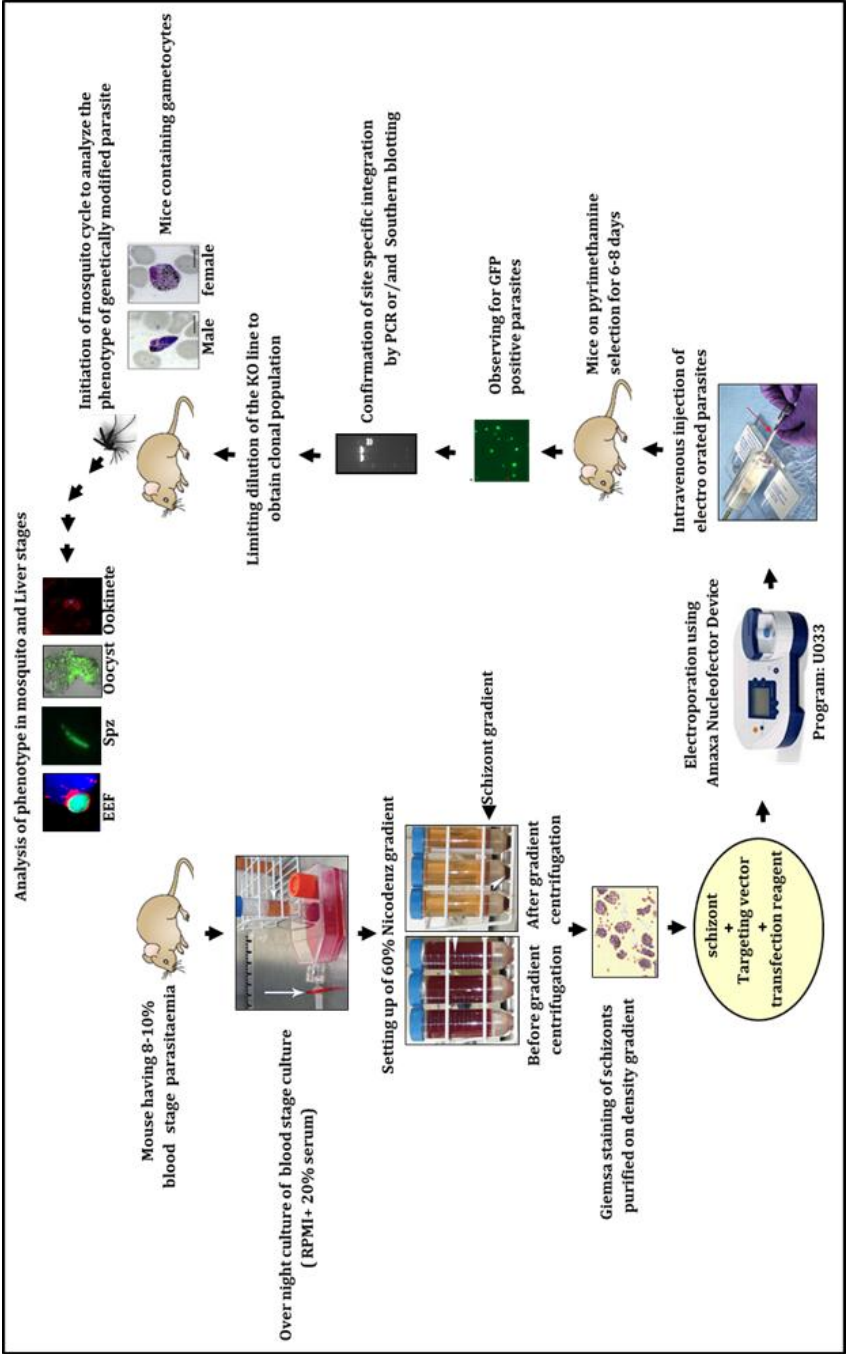 Mouse having 8-10%
blood stage parasitaemia
Over night culture of blood stage culture
( RPMI+ 20% serum)
Setting up of 60% Nicodenz gradient
Schizont gradient
Before gradient
centrifugation
After gradient
centrifugation
Giemsa staining of schizonts
purified on density gradient
schizont
+
Targeting vector
+
transfection reagent
Electroporation using
Amaxa Nucleofector Device
Program: U033
Intravenous injection of
electro orated parasites
Mice on pyrimethamine
selection for 6-8 days
Observing for GFP
positive parasites
Confirmation of site specific integration
by PCR or/and Southern blotting
Limiting dilution of the KO line to
obtain clonal population
Mice containing gametocytes
Male
female
Initiation of mosquito cycle to analyze the
phenotype of genetically modified parasite
Analysis of phenotype in mosquito and Liver stages
EEF
Spz
Oocyst
Ookinete